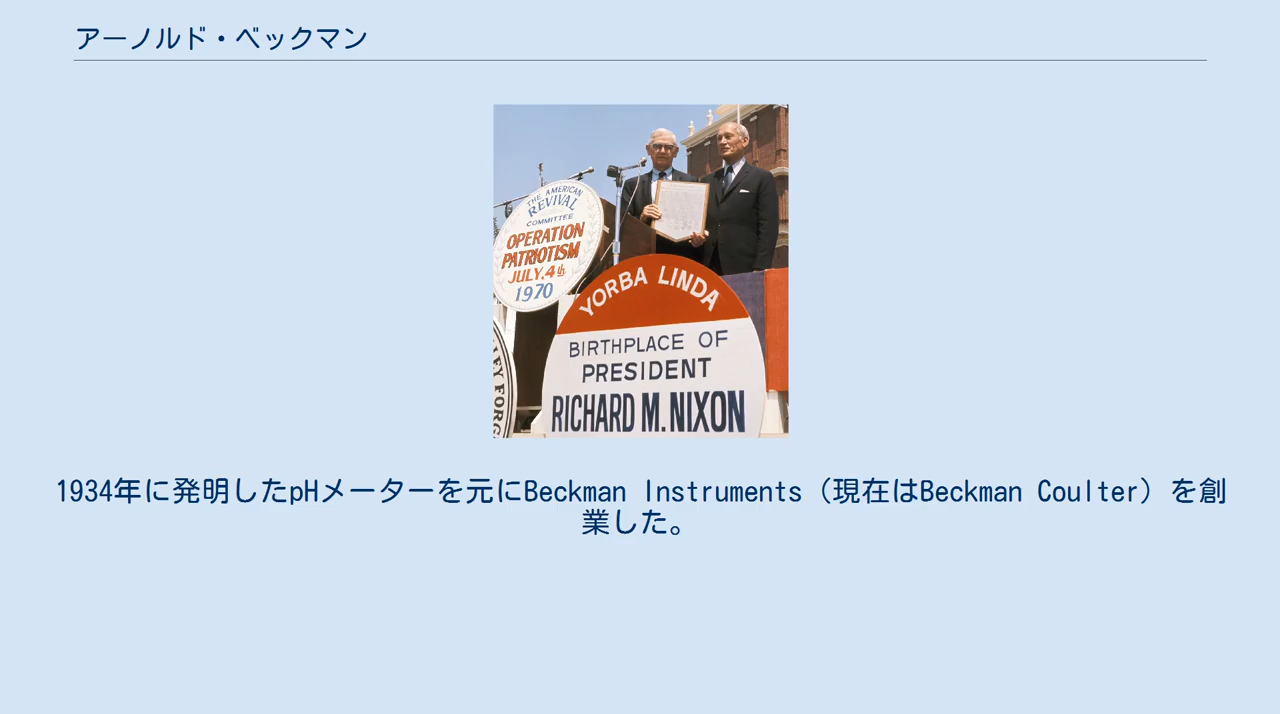 アーノルド・ベックマン
THE AMERICAN
REVIVAL
COMMITTEE
OPERATION
PATRIOTISM
JULY.4th
1970
YORBA LINDA
BIRTHPLACE OF
PRESIDENT
RICHARD M. NIXON
LEY FORG
1934年に発明したpHメーターを元にBeckman Instruments（現在はBeckman Coulter）を創
業した。